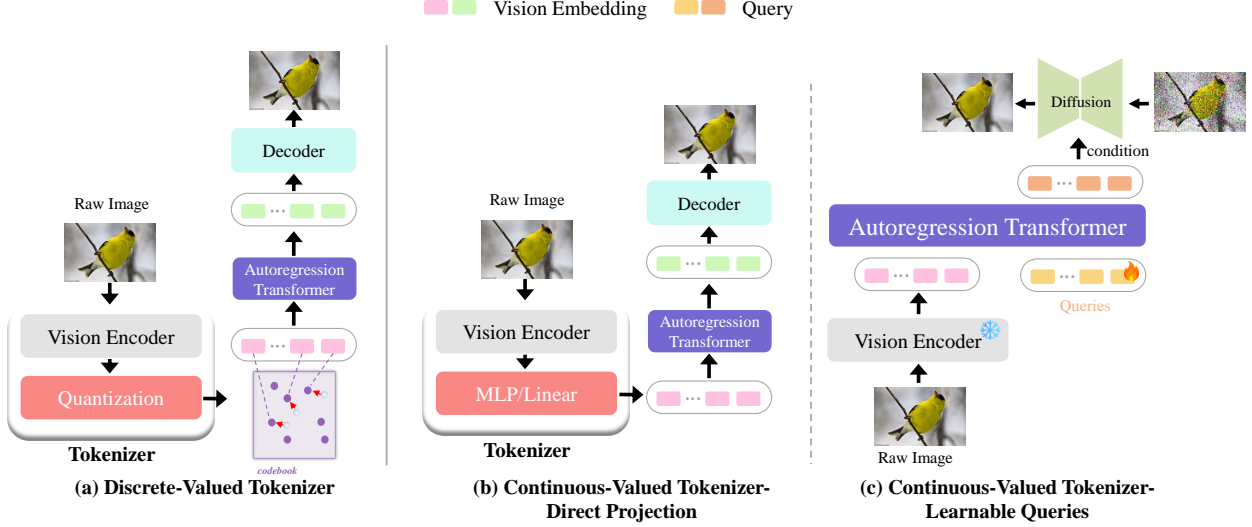 Vision Embedding
Query
Raw Image
Vision Encoder
Quantization
Tokenizer
Decoder
Autoregression
Transformer
codebook
(a) Discrete-Valued Tokenizer
Raw Image
Vision Encoder
MLP/Linear
Tokenizer
Decoder
Autoregression
Transformer
(b) Continuous-Valued Tokenizer-
Direct Projection
Diffusion
condition
Autoregression Transformer
Queries
Vision Encoder
Raw Image
(c) Continuous-Valued Tokenizer-
Learnable Queries